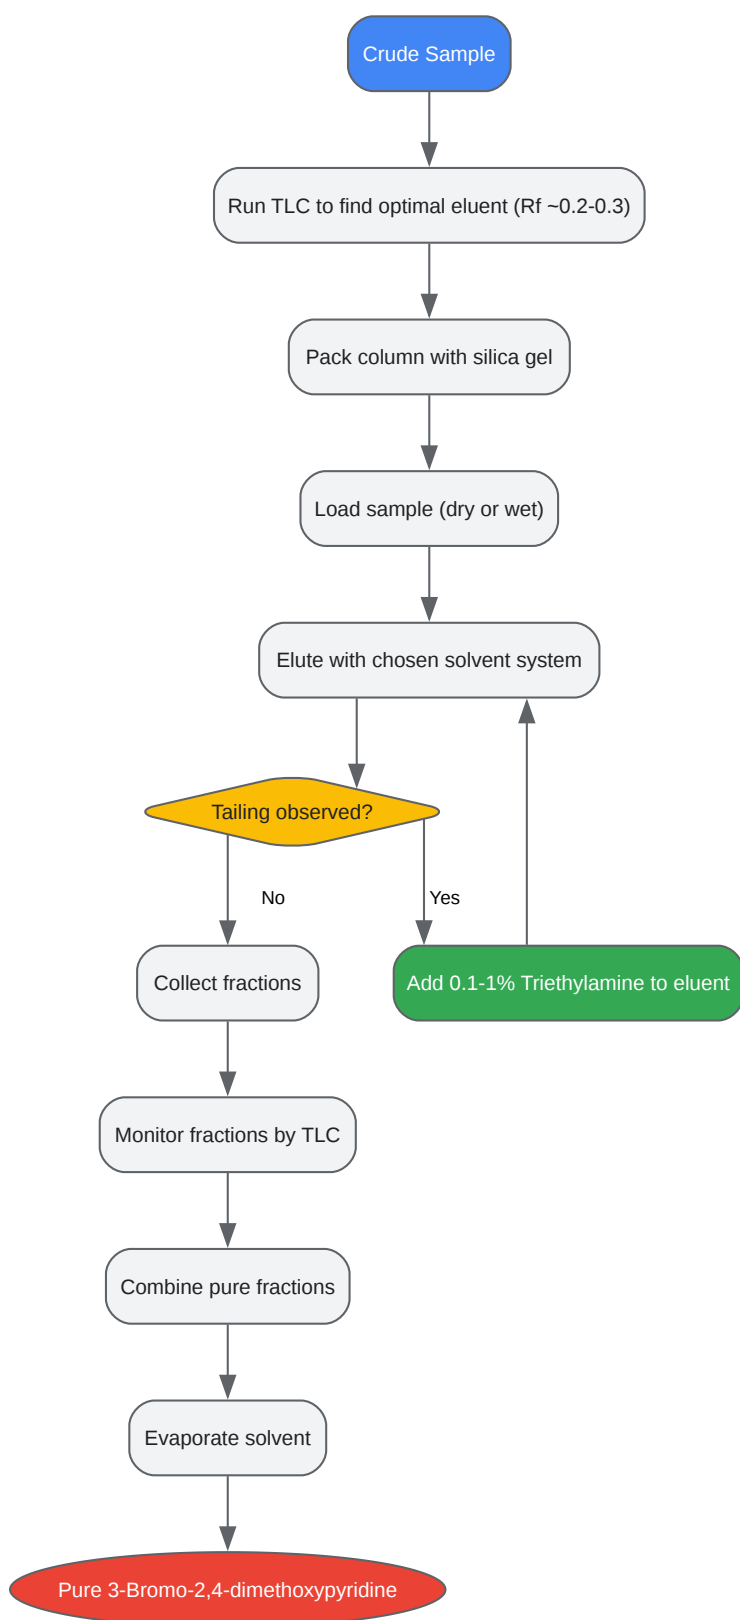 Crude Sample
Run TLC to find optimal eluent (Rf ~0.2-0.3)
Pack column with silica gel
Load sample (dry or wet)
Elute with chosen solvent system
Tailing observed?
No
Yes
Collect fractions
Add 0.1-1% Triethylamine to eluent
Monitor fractions by TLC
Combine pure fractions
Evaporate solvent
Pure 3-Bromo-2,4-dimethoxypyridine